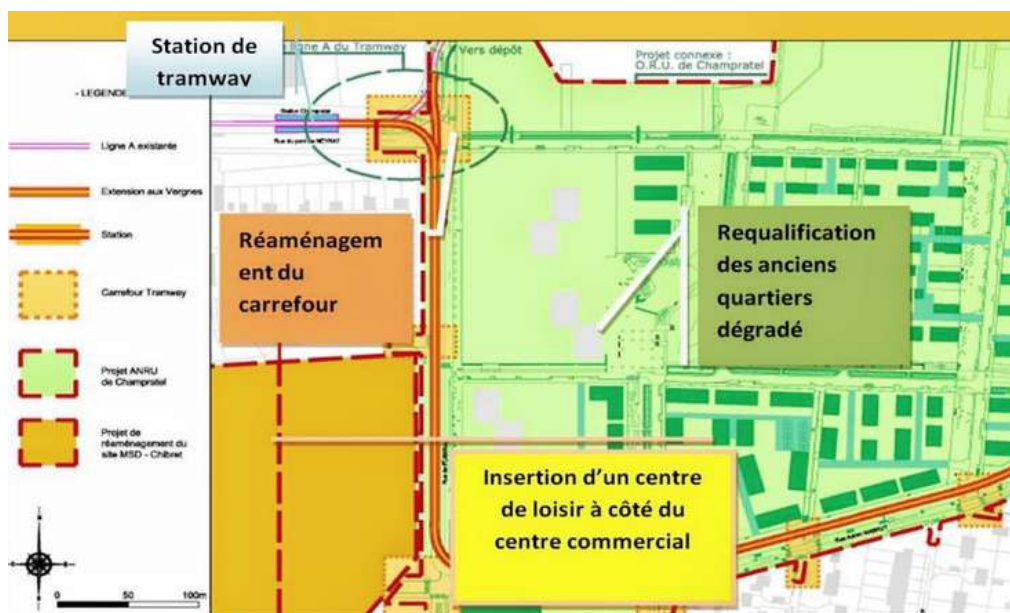 Station de
tramway
ligne A du Tramway
Vers dépôt
Projet connexe :
O.R.U. de Champratel
- LEGENDE
Ligne A existante
Extension aux Vergnes
Station
Carrefour Tramway
Projet ANRU
de Champratel
Projet de
réaménagement du
site MSD - Chibret
0 50 100m
Réaménagem
ent du
carrefour
Requalification
des anciens
quartiers
dégradé
Insertion d'un centre
de loisir à côté du
centre commercial